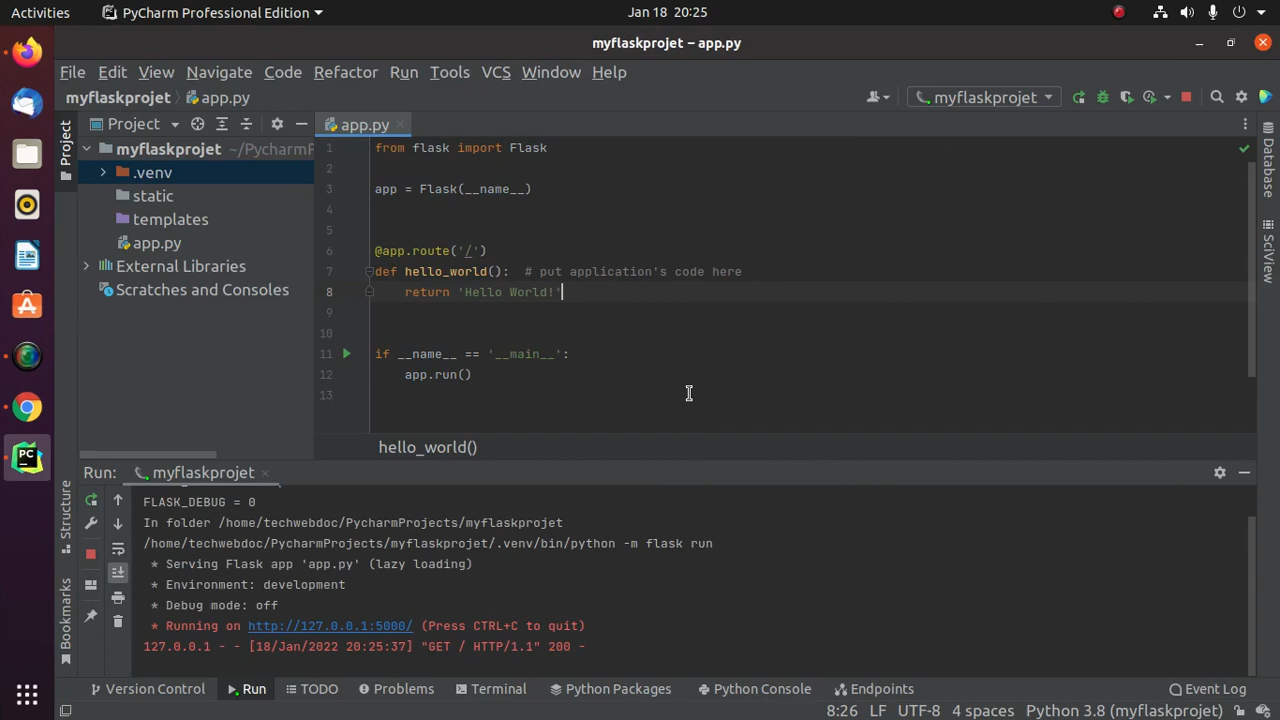 Activities PyCharm Professional Edition Jan 18 20:25
myflaskprojet – app.py
File Edit View Navigate Code Refactor Run Tools VCS Window Help
myflaskprojet app.py myflaskprojet
Project app.py
Project
1 from flask import Flask
myflaskprojet ~/PycharmP
2
.venv
3 app = Flask(__name__)
static
4
templates
5
app.py
6 @app.route('/')
External Libraries
7 def hello_world():  # put application's code here
Scratches and Consoles
8     return 'Hello World!'
9
10
11 if __name__ == '__main__':
12     app.run()
13
Database
SciView
hello_world()
Run: myflaskprojet
FLASK_DEBUG = 0
In folder /home/techwebdoc/PycharmProjects/myflaskprojet
/home/techwebdoc/PycharmProjects/myflaskprojet/.venv/bin/python -m flask run
 * Serving Flask app 'app.py' (lazy loading)
 * Environment: development
 * Debug mode: off
 * Running on http://127.0.0.1:5000/ (Press CTRL+C to quit)
127.0.0.1 - - [18/Jan/2022 20:25:37] "GET / HTTP/1.1" 200 -
Structure
Bookmarks
PC
Version Control Run TODO Problems Terminal Python Packages Python Console Endpoints Event Log
8:26 LF UTF-8 4 spaces Python 3.8 (myflaskprojet)